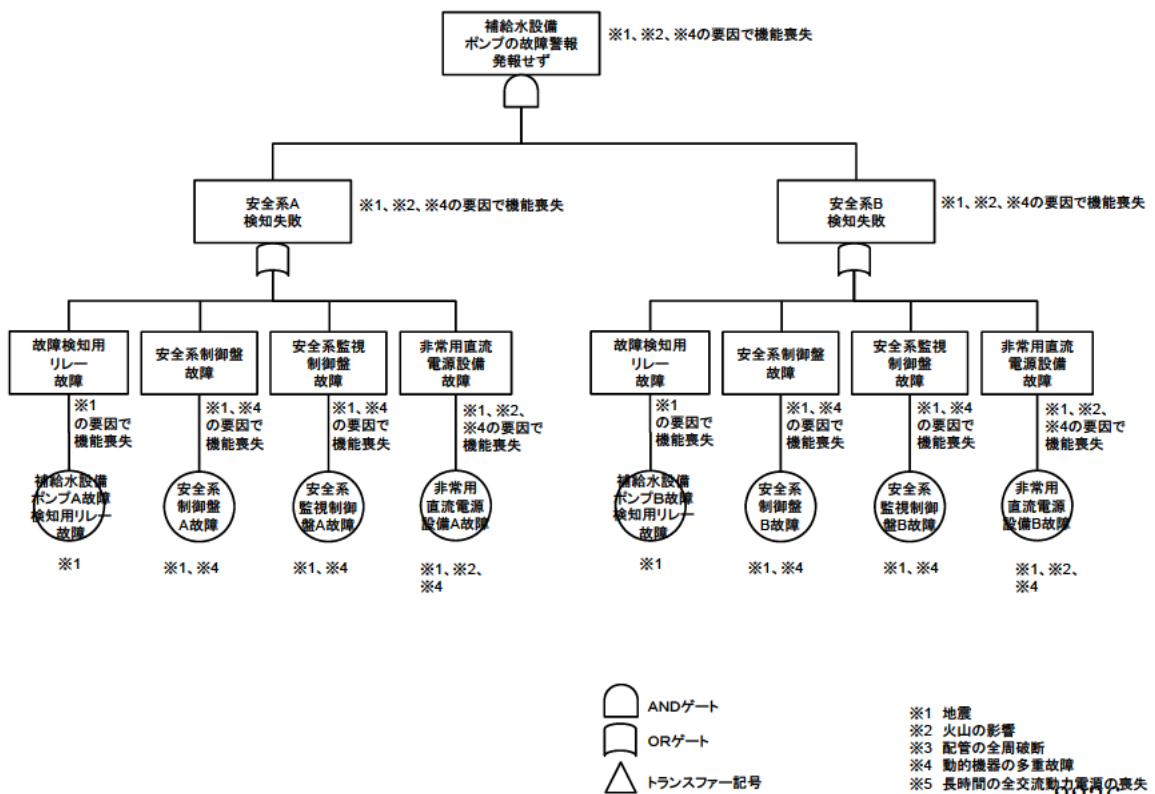 補給水設備
ポンプの故障警報
発報せず
※1、※2、※4の要因で機能喪失
安全系A
検知失敗
※1、※2、※4の要因で機能喪失
安全系B
検知失敗
※1、※2、※4の要因で機能喪失
故障検知用
リレー
故障
安全系制御盤
故障
安全系監視
制御盤
故障
非常用直流
電源設備
故障
故障検知用
リレー
故障
安全系制御盤
故障
安全系監視
制御盤
故障
非常用直流
電源設備
故障
※1
の要因で
機能喪失
※1、※4
の要因で
機能喪失
※1、※4
の要因で
機能喪失
※1、※2、
※4の要因で
機能喪失
※1
の要因で
機能喪失
※1、※4
の要因で
機能喪失
※1、※4
の要因で
機能喪失
※1、※2、
※4の要因で
機能喪失
補給水設備
ポンプA故障
検知用リレー
故障
安全系
制御盤
A故障
安全系
監視制御
盤A故障
非常用
直流電源
設備A故障
補給水設備
ポンプB故障
検知用リレー
故障
安全系
制御盤
B故障
安全系
監視制御
盤B故障
非常用
直流電源
設備B故障
※1
※1、※4
※1、※4
※1、※2、
※4
※1
※1、※4
※1、※4
※1、※2、
※4
ANDゲート
ORゲート
トランスファー記号
※1 地震
※2 火山の影響
※3 配管の全周破断
※4 動的機器の多重故障
※5 長時間の全交流動力電源の喪失